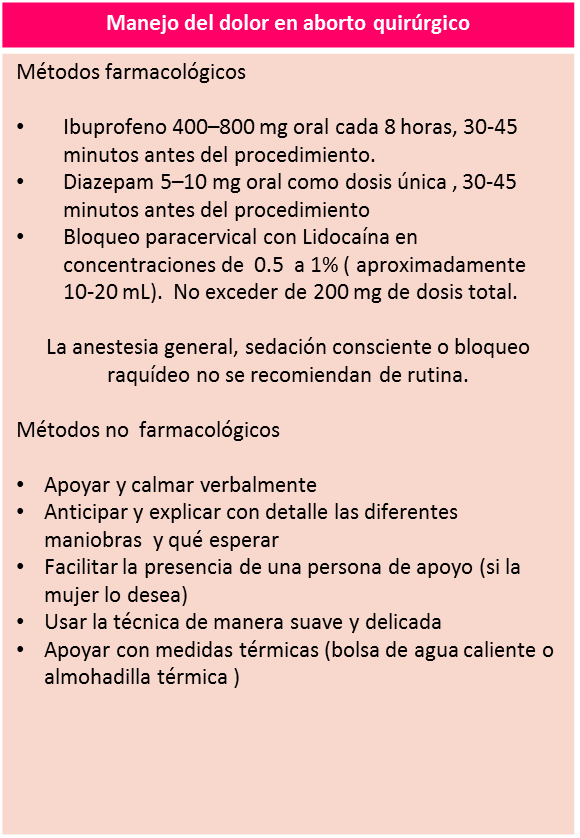 Manejo del dolor en aborto quirúrgico
Métodos farmacológicos
• Ibuprofeno 400–800 mg oral cada 8 horas, 30-45
minutos antes del procedimiento.
• Diazepam 5–10 mg oral como dosis única , 30-45
minutos antes del procedimiento
• Bloqueo paracervical con Lidocaína en
concentraciones de 0.5 a 1% ( aproximadamente
10-20 mL). No exceder de 200 mg de dosis total.
La anestesia general, sedación consciente o bloqueo
raquídeo no se recomiendan de rutina.
Métodos no farmacológicos
• Apoyar y calmar verbalmente
• Anticipar y explicar con detalle las diferentes
maniobras y qué esperar
• Facilitar la presencia de una persona de apoyo (si la
mujer lo desea)
• Usar la técnica de manera suave y delicada
• Apoyar con medidas térmicas (bolsa de agua caliente o
almohadilla térmica )